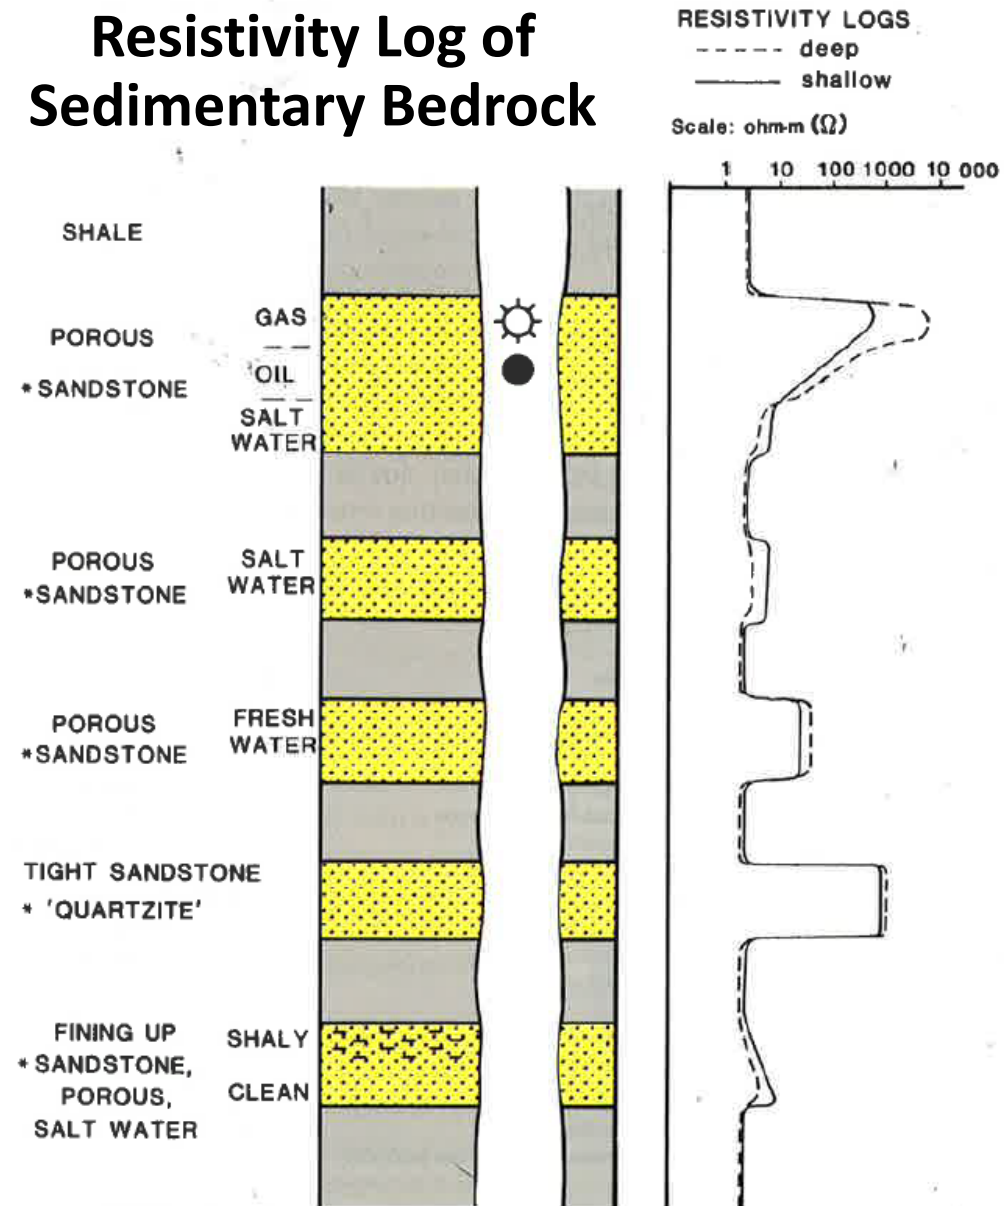 Resistivity Log of
Sedimentary Bedrock
RESISTIVITY LOGS
deep
shallow
Scale: ohm-m (Ω)
1 10 100 1000 10 000
SHALE
GAS
POROUS
OIL
* SANDSTONE
SALT
WATER
POROUS SALT
*SANDSTONE WATER
POROUS FRESH
*SANDSTONE WATER
TIGHT SANDSTONE
* 'QUARTZITE'
FINING UP SHALY
* SANDSTONE,
POROUS, CLEAN
SALT WATER